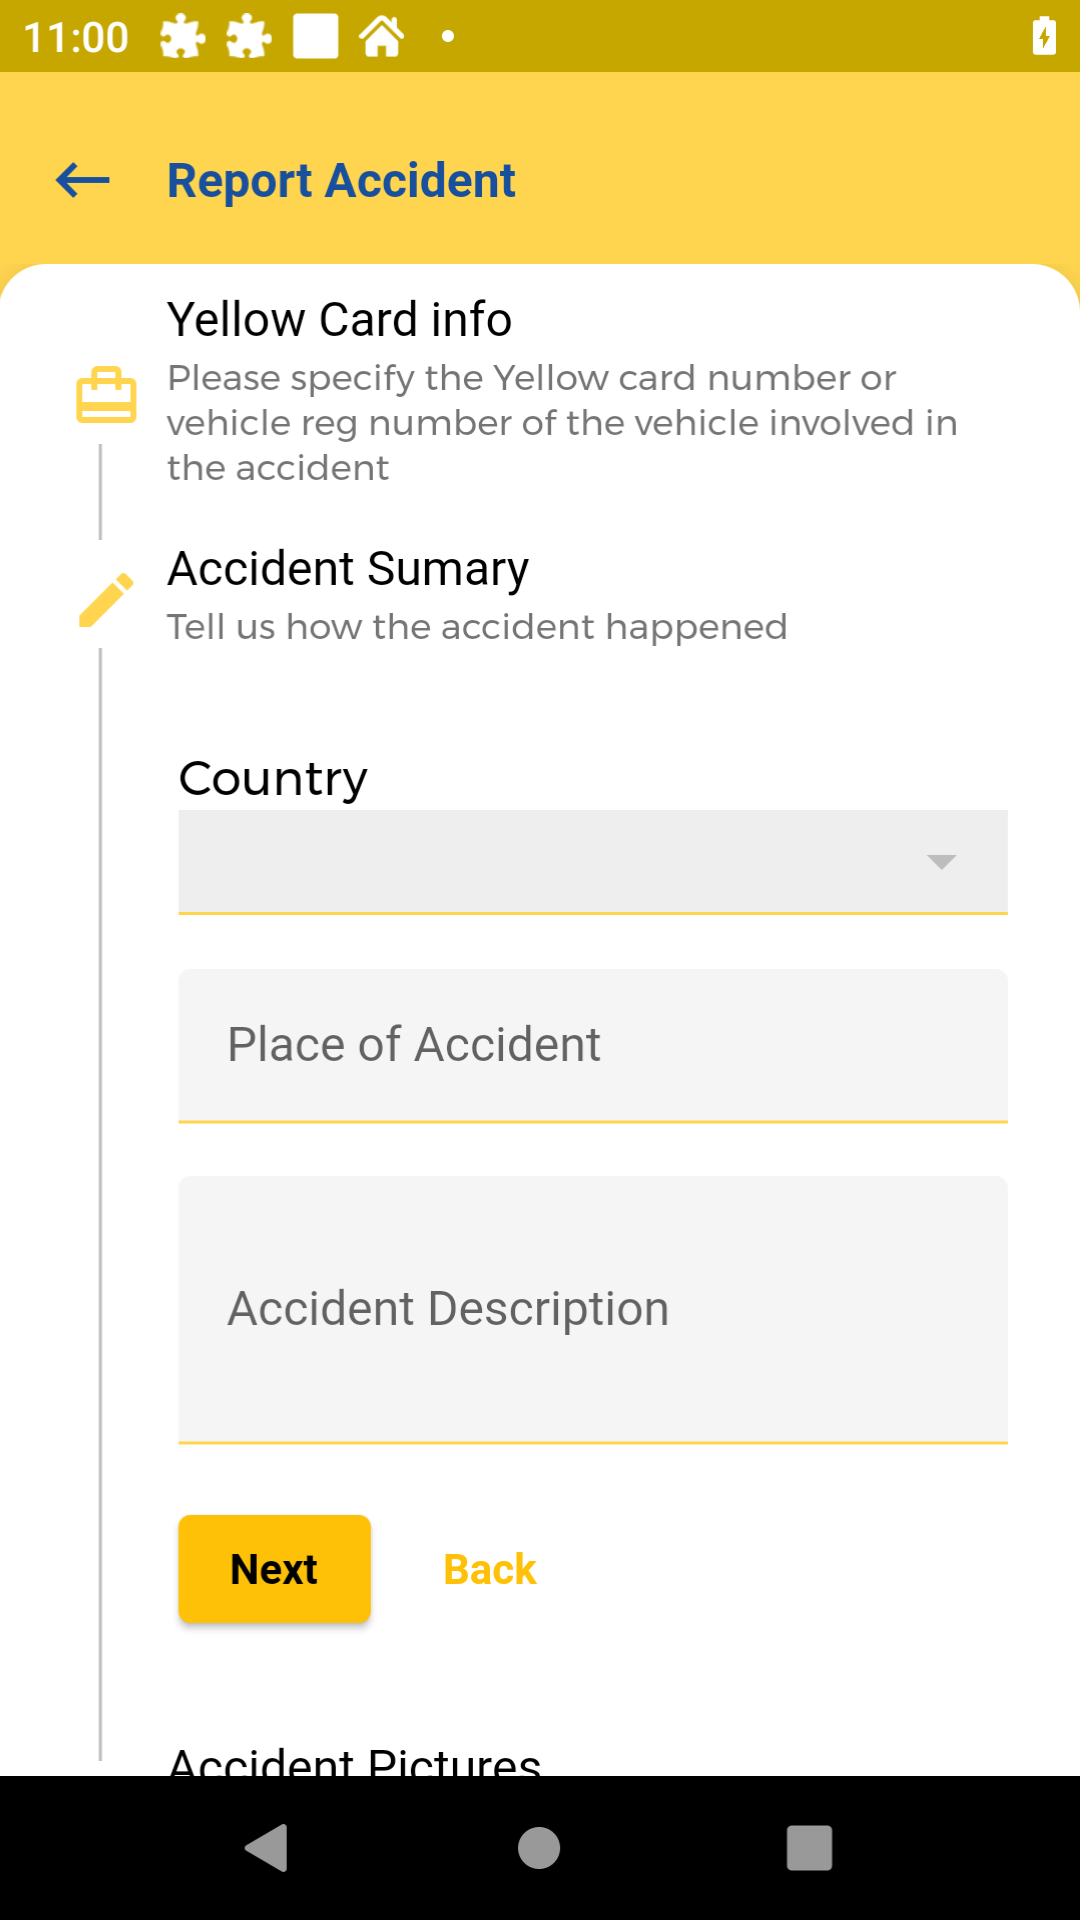 11:00
Report Accident
Yellow Card info
Please specify the Yellow card number or
vehicle reg number of the vehicle involved in
the accident
Accident Sumary
Tell us how the accident happened
Country
Place of Accident
Accident Description
Next
Back
Accident Pictures